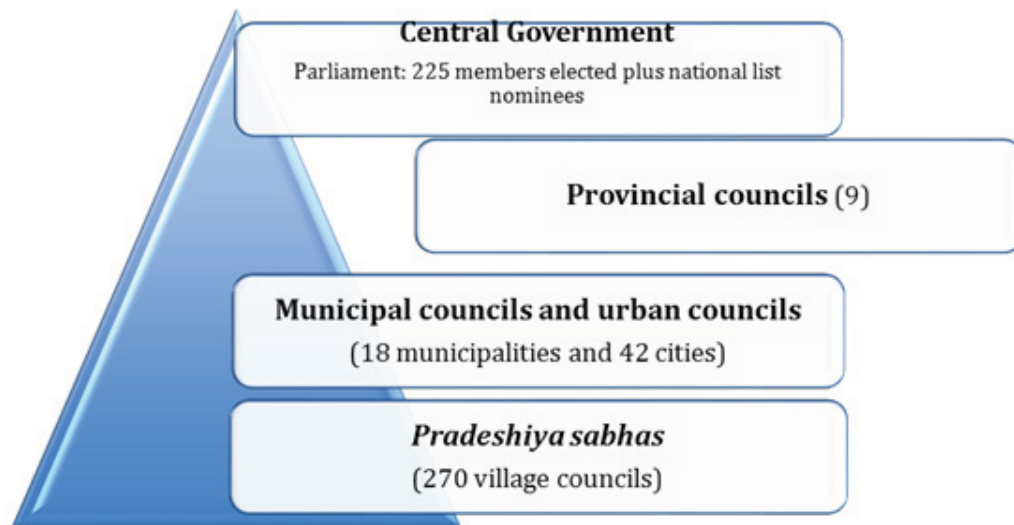 Central Government
Parliament: 225 members elected plus national list
nominees
Provincial councils (9)
Municipal councils and urban councils
(18 municipalities and 42 cities)
Pradeshiya sabhas
(270 village councils)